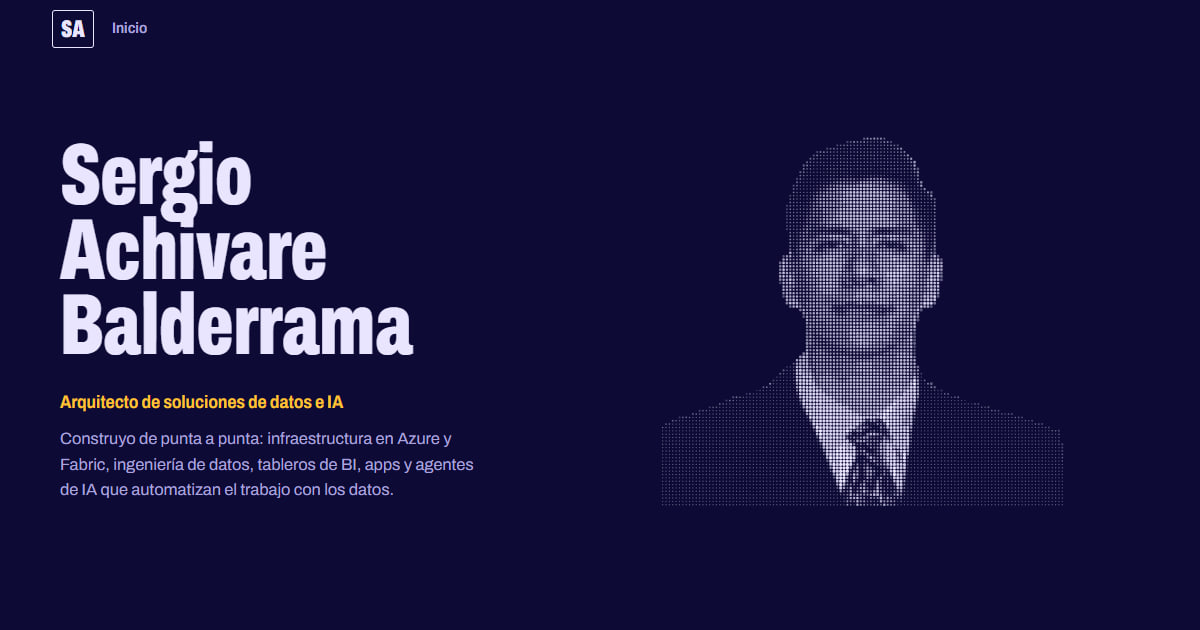 SA
Inicio
Sergio
Achivare
Balderrama
Arquitecto de soluciones de datos e IA
Construyo de punta a punta: infraestructura en Azure y
Fabric, ingeniería de datos, tableros de BI, apps y agentes
de IA que automatizan el trabajo con los datos.